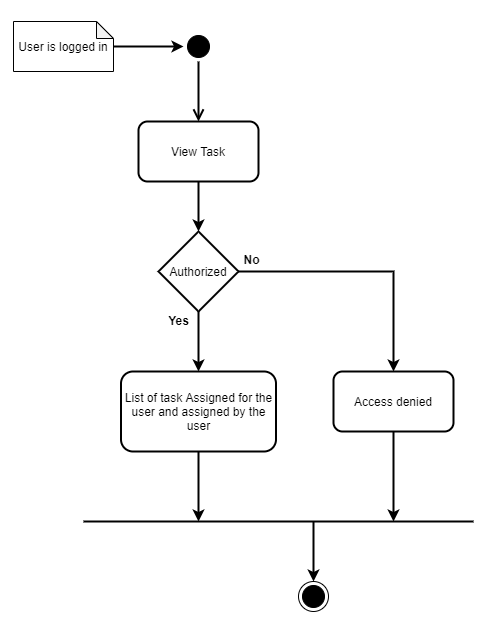 User is logged in
View Task
Authorized
No
Yes
List of task Assigned for the
user and assigned by the
user
Access denied